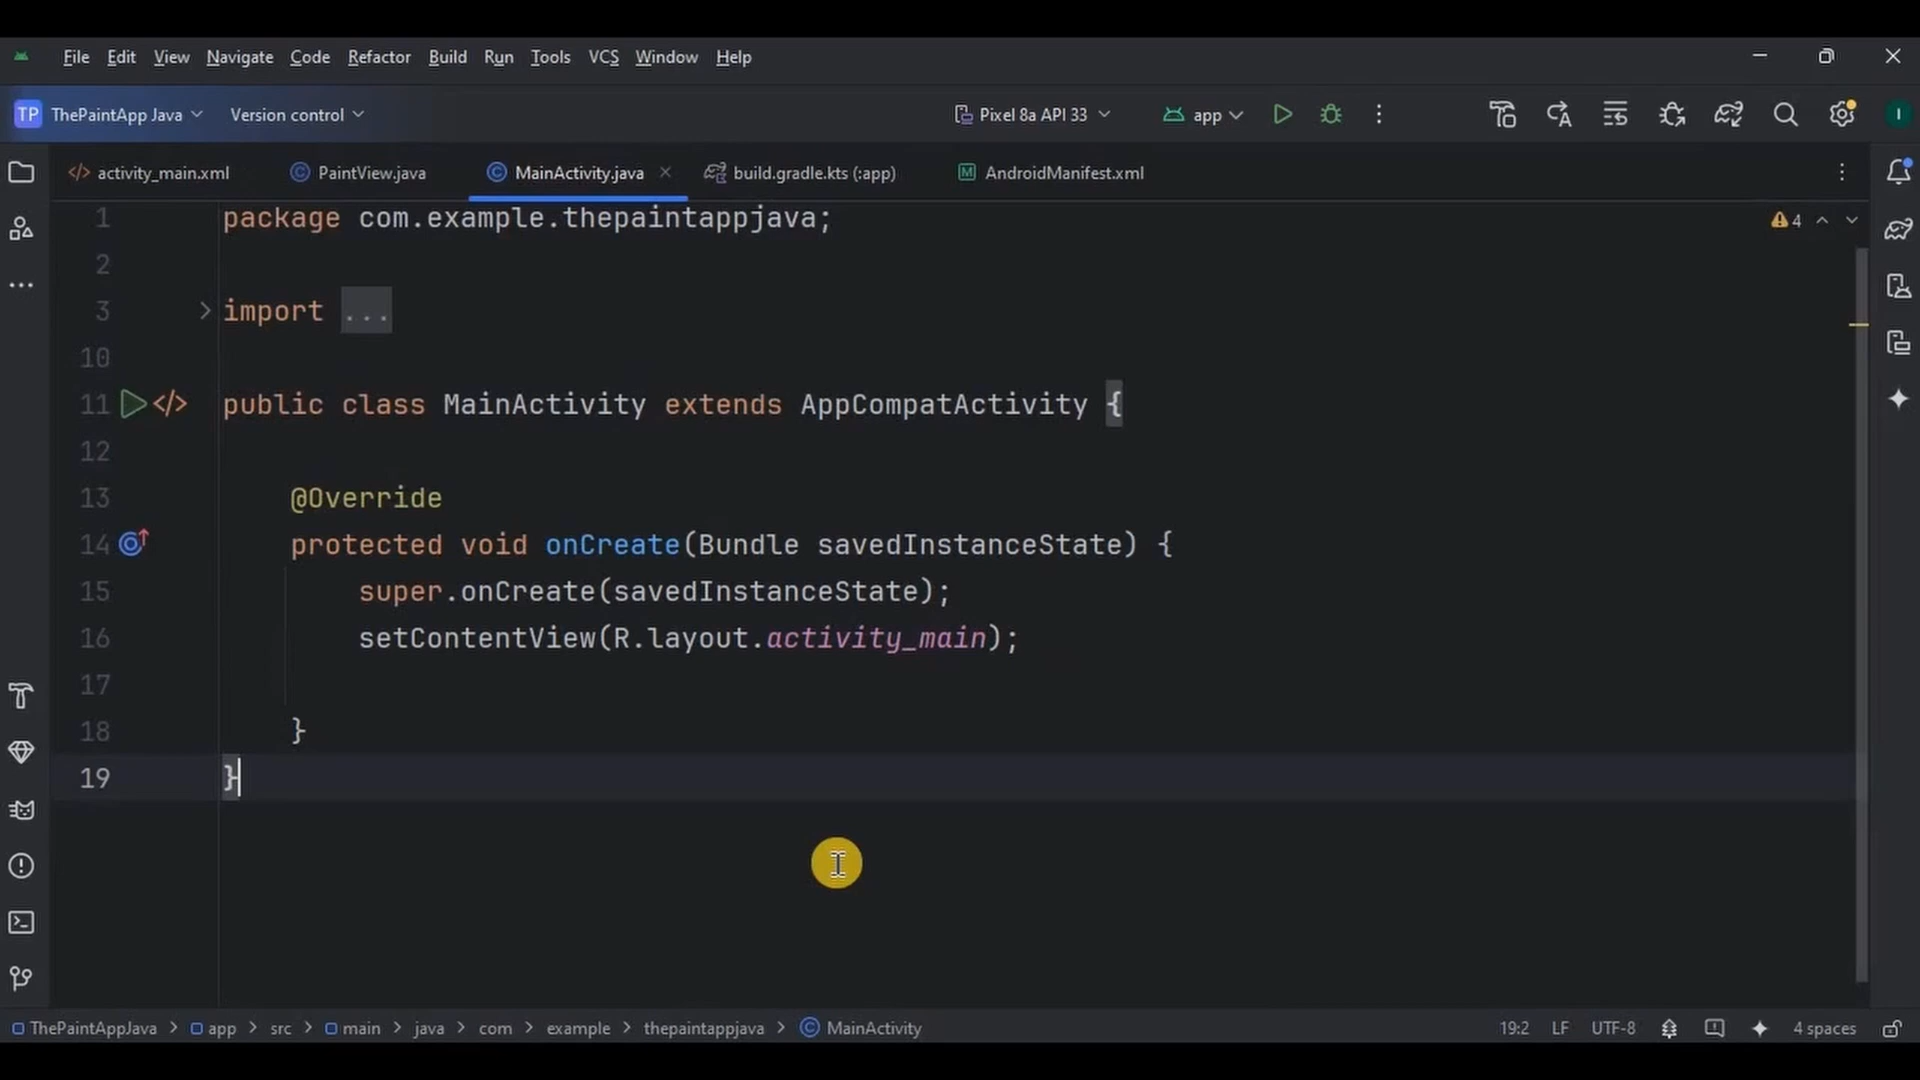 File Edit View Navigate Code Refactor Build Run Tools VCS Window Help
TP ThePaintApp Java Version control Pixel 8a API 33 app I
</> activity_main.xml C PaintView.java C MainActivity.java build.gradle.kts (:app) M AndroidManifest.xml
1 package com.example.thepaintappjava; 4
2
3 import ...
10
11 </> public class MainActivity extends AppCompatActivity {
12
13 @Override
14 protected void onCreate(Bundle savedInstanceState) {
15 super.onCreate(savedInstanceState);
16 setContentView(R.layout.activity_main);
17
18 }
19 }
ThePaintAppJava > app > src > main > java > com > example > thepaintappjava > C MainActivity 19:2 LF UTF-8 4 spaces